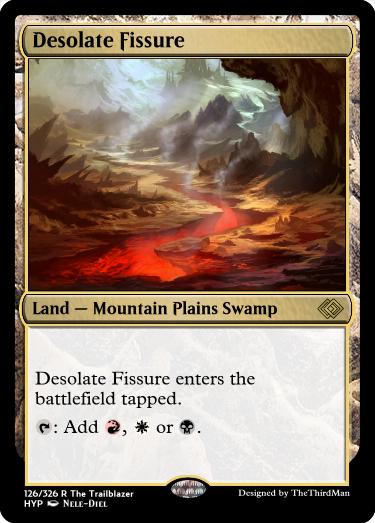 Desolate Fissure
Land — Mountain Plains Swamp
Desolate Fissure enters the
battlefield tapped.
: Add , or .
126/326 R The Trailblazer
HYP Nele-Diel
Designed by TheThirdMan